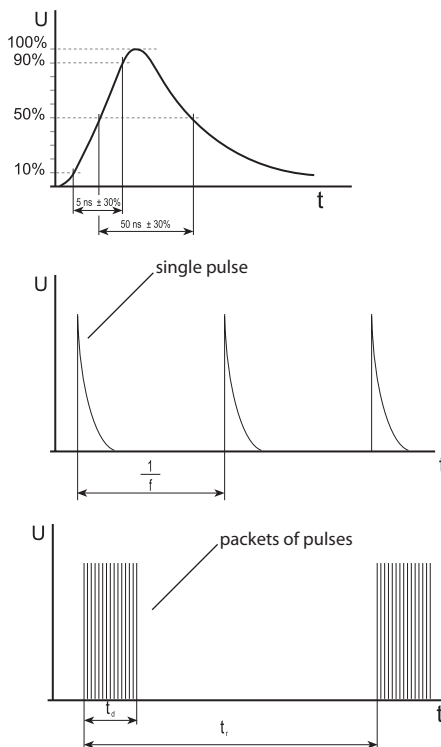 U
100%
90%
50%
10%
t
5 ns ± 30%
50 ns ± 30%
single pulse
U
t
1
f
U
packets of pulses
t
t_d
t_r